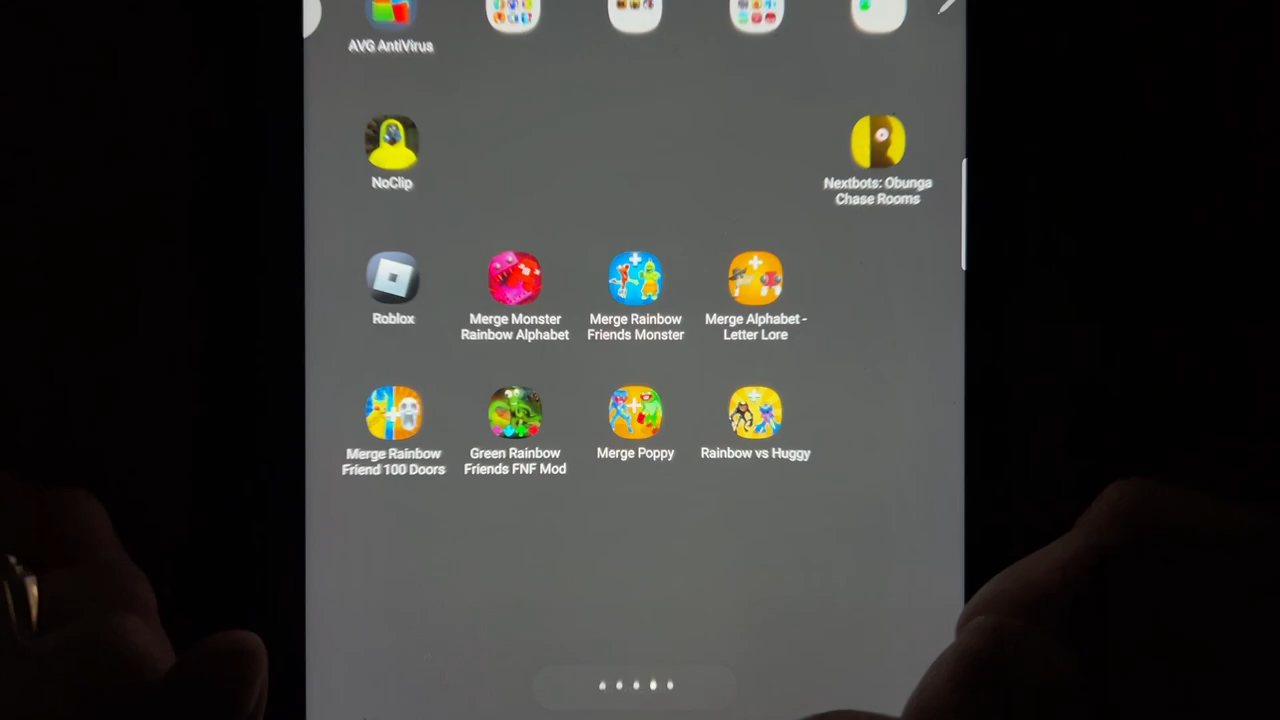 AVG AntiVirus
NoClip
Nextbots: Obunga
Chase Rooms
Roblox
Merge Monster
Rainbow Alphabet
Merge Rainbow
Friends Monster
Merge Alphabet -
Letter Lore
Merge Rainbow
Friend 100 Doors
Green Rainbow
Friends FNF Mod
Merge Poppy
Rainbow vs Huggy